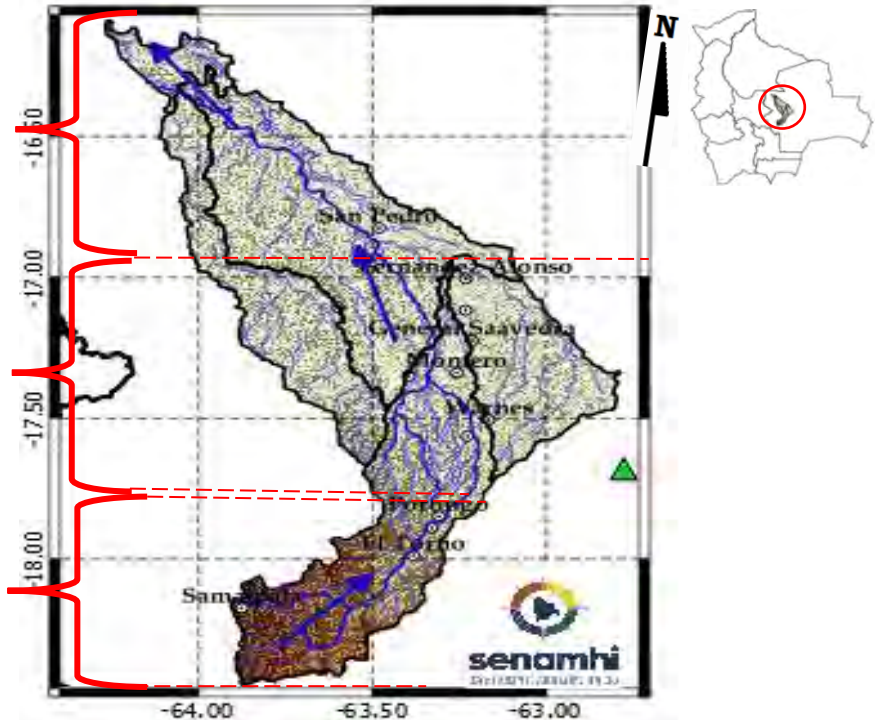 N
-16.50
-17.00
-17.50
-18.00
San Pedro
Fernandez Alonso
General Saavedra
Montero
Warnes
Porongo
El Torno
senamhi
-64.00
-63.50
-63.00